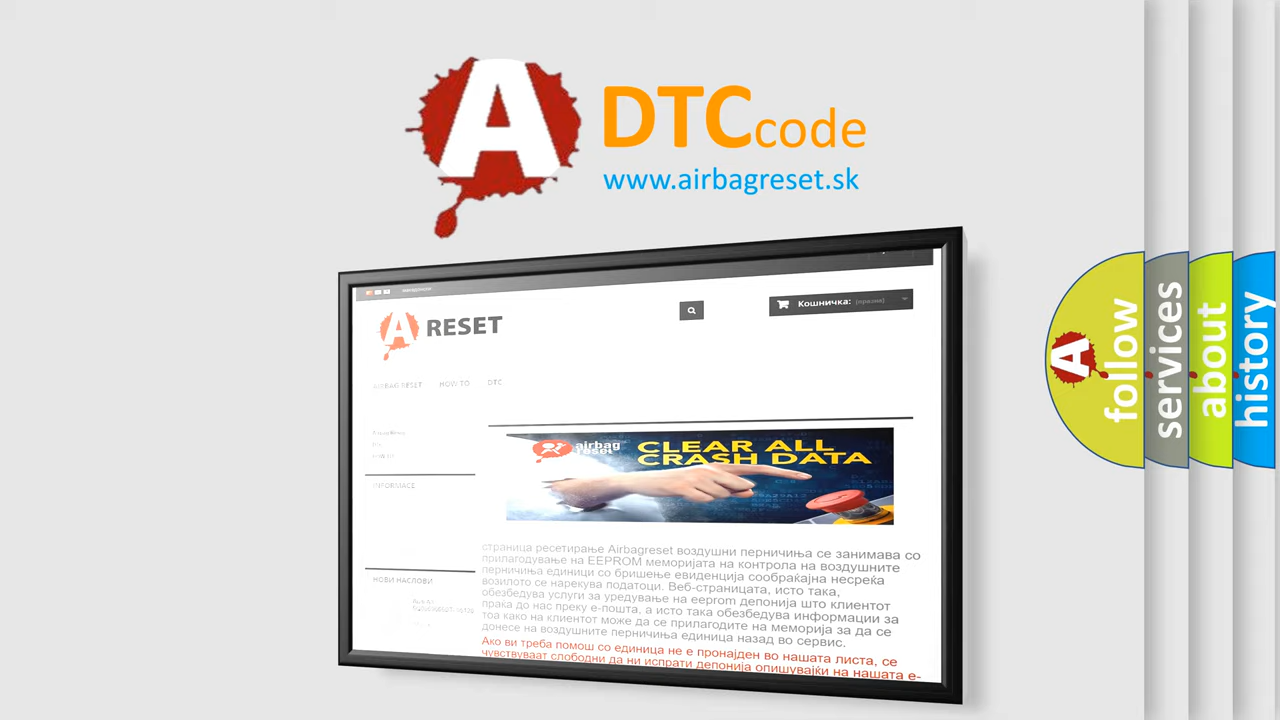 A
DTC code
www.airbagreset.sk
A RESET
Кошничка: (празна)
AIRBAG RESET HOW TO DTC
INFORMACE
НОВИ НАСЛОВИ
airbag
reset
CLEAR ALL
CRASH DATA
страница ресетирање Airbagreset воздушни перничиња се занимава со
прилагодување на EEPROM меморијата на контрола на воздушните
перничиња единици со бришење евиденција сообраќајна несреќа
возилото се нарекува податоци. Веб-страницата, исто така,
обезбедува услуги за уредување на eeprom депонија што клиентот
праќа до нас преку е-пошта, а исто така обезбедува информации за
тоа како на клиентот може да се прилагодите на меморија за да се
донесе на воздушните перничиња единица назад во сервис.
Ако ви треба помош со единица не е пронајден во нашата листа, се
чувствуваат слободни да ни испрати депонија опишувајќи на нашата е-
A
follow
services
about
history